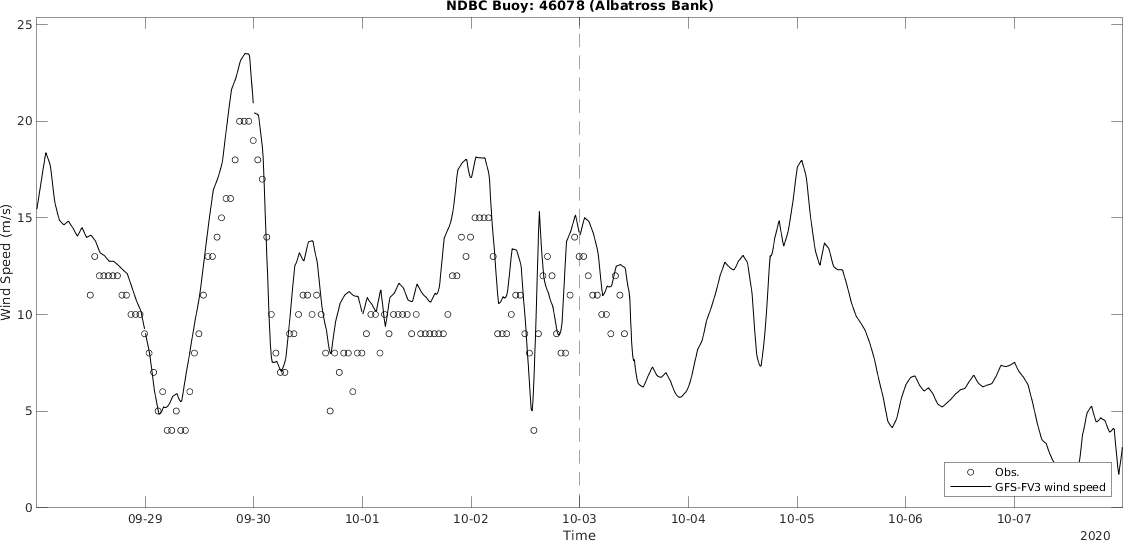 NDBC Buoy: 46078 (Albatross Bank)
25
20
15
10
5
0
Wind Speed (m/s)
09-29 09-30 10-01 10-02 10-03 10-04 10-05 10-06 10-07
Time
2020
Obs.
GFS-FV3 wind speed